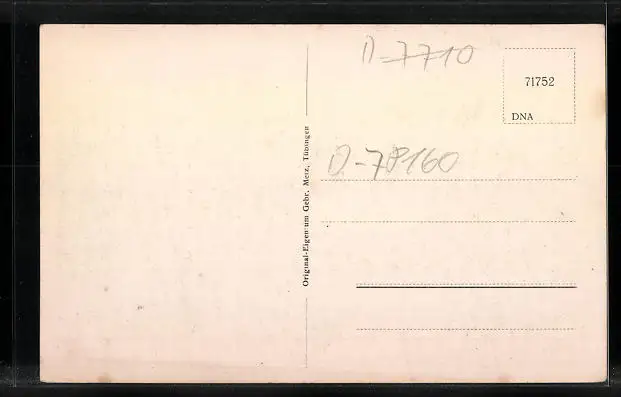 D-7710
71752
DNA
D-78160
Original-Eigentum Gebr. Metz, Tübingen